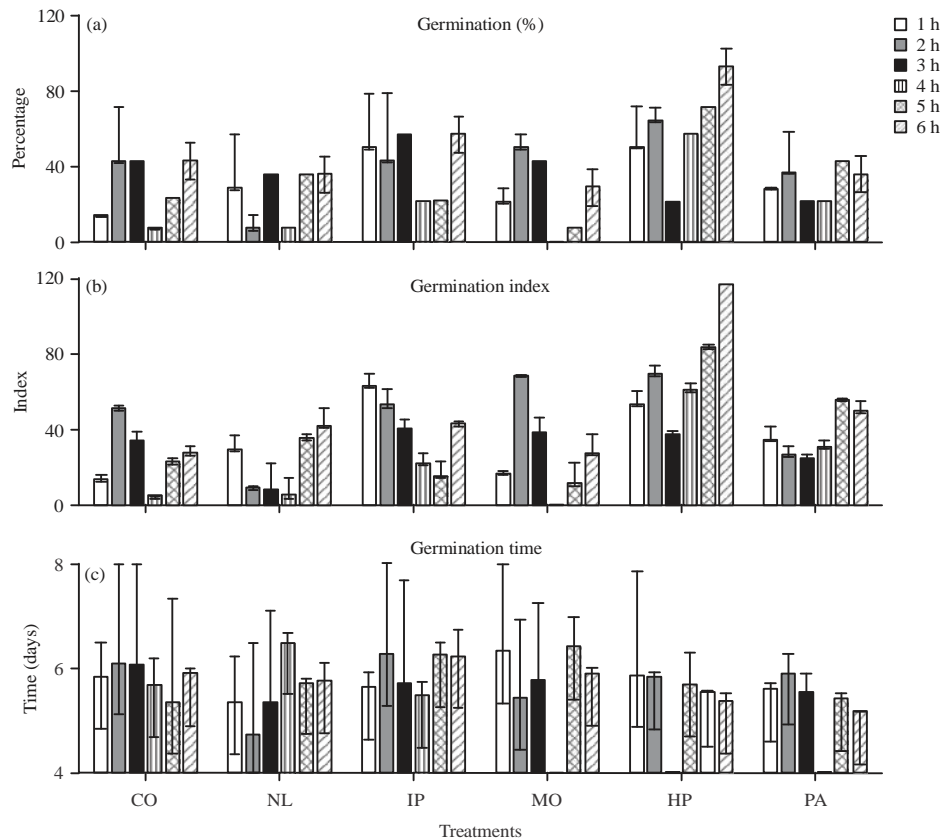 (a)
Germination (%)
120
80
40
0
Percentage
1 h
2 h
3 h
4 h
5 h
6 h
(b)
Germination index
120
80
40
0
Index
(c)
Germination time
8
6
4
Time (days)
CO
NL
IP
MO
HP
PA
Treatments